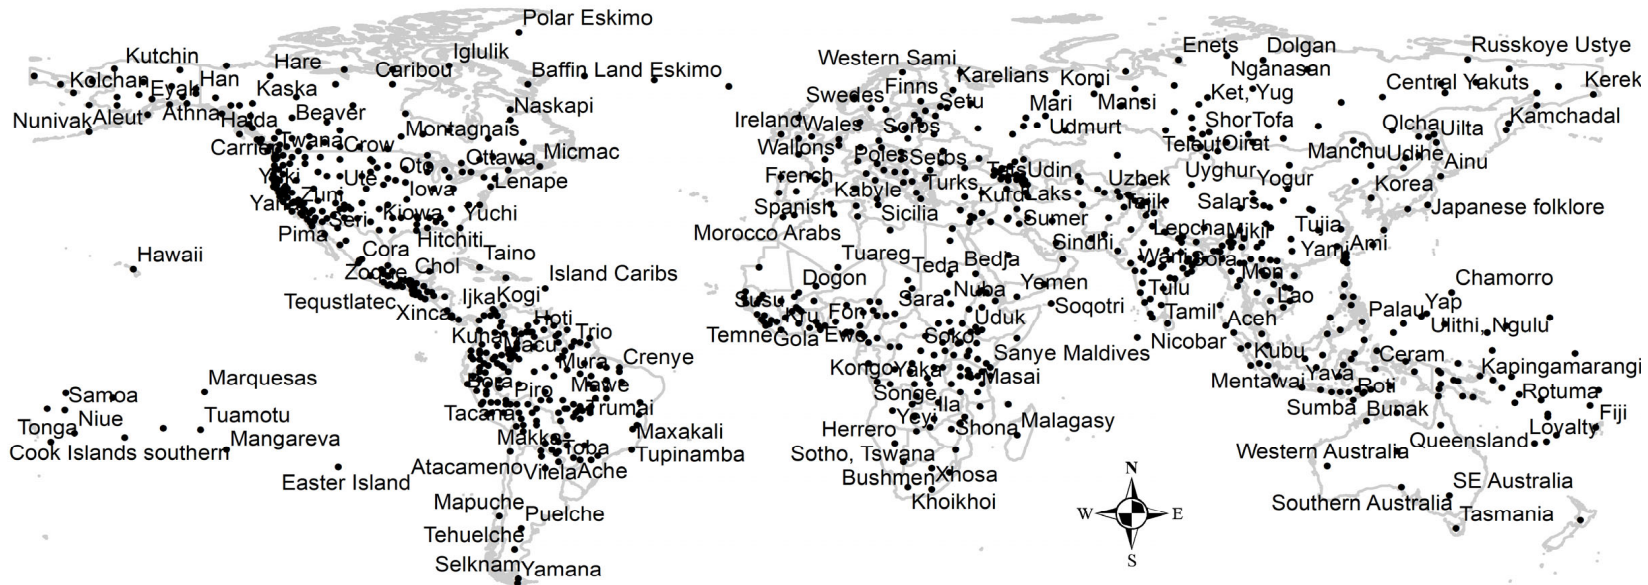 Polar Eskimo
Kutchin
Hare
Iglulik
Western Sami
Enets
Dolgan
Russkoye Ustye
Kolchan
Han
Caribou
Baffin Land Eskimo
Karelians
Komi
Nganasan
Central Yakuts
Kerek
Eyak
Kaska
Finns
Swedes
Ket, Yug
Nunivak
Aleut
Athna
Beaver
Naskapi
Setu
Mari
Mansi
Kamchadal
Haida
Ireland
Wales
Sorbs
Udmurt
Shor
Tofa
Olcha
Uilta
Carrier
Twana
Crow
Montagnais
Micmac
Wallons
Poles
Serbs
Teleut
Oirat
Manchu
Udihe
Ainu
Yuki
Ute
Oto
Ottawa
Lenape
French
Kabyle
Turks
Tats
Udin
Uzbek
Uyghur
Yogur
Korea
Zuni
Iowa
Kurd
Laks
Yana
Seri
Kiowa
Yuchi
Spanish
Sicilia
Sumer
Tajik
Salars
Tujia
Japanese folklore
Pima
Hitchiti
Morocco Arabs
Sindhi
Lepcha
Mikir
Yami
Ami
Hawaii
Cora
Chol
Taino
Tuareg
Teda
Bedja
Wani
Sora
Mon
Zoque
Island Caribs
Dogon
Nuba
Yemen
Tulu
Lao
Chamorro
Tequstlatec
Xinca
Ijka
Kogi
Susu
Kru
Fon
Sara
Uduk
Soqotri
Tamil
Aceh
Palau
Yap
Ulithi, Ngulu
Kuna
Hoti
Trio
Temne
Gola
Ewe
Soko
Nicobar
Macu
Mura
Crenye
Kongo
Yaka
Sanye
Maldives
Kubu
Ceram
Kapingamarangi
Samoa
Marquesas
Bora
Piro
Mawe
Masai
Mentawai
Yava
Roti
Rotuma
Tonga
Niue
Tuamotu
Tacana
Trumai
Songe
Ila
Malagasy
Sumba
Bunak
Fiji
Cook Islands southern
Mangareva
Makka
Toba
Maxakali
Herrero
Yeyi
Shona
Queensland
Loyalty
Easter Island
Atacameno
Vilela
Ache
Tupinamba
Sotho, Tswana
Western Australia
Mapuche
Puelche
Bushmen
Xhosa
Khoikhoi
N
SE Australia
Southern Australia
W
E
Tasmania
Tehuelche
S
Selknam
Yamana